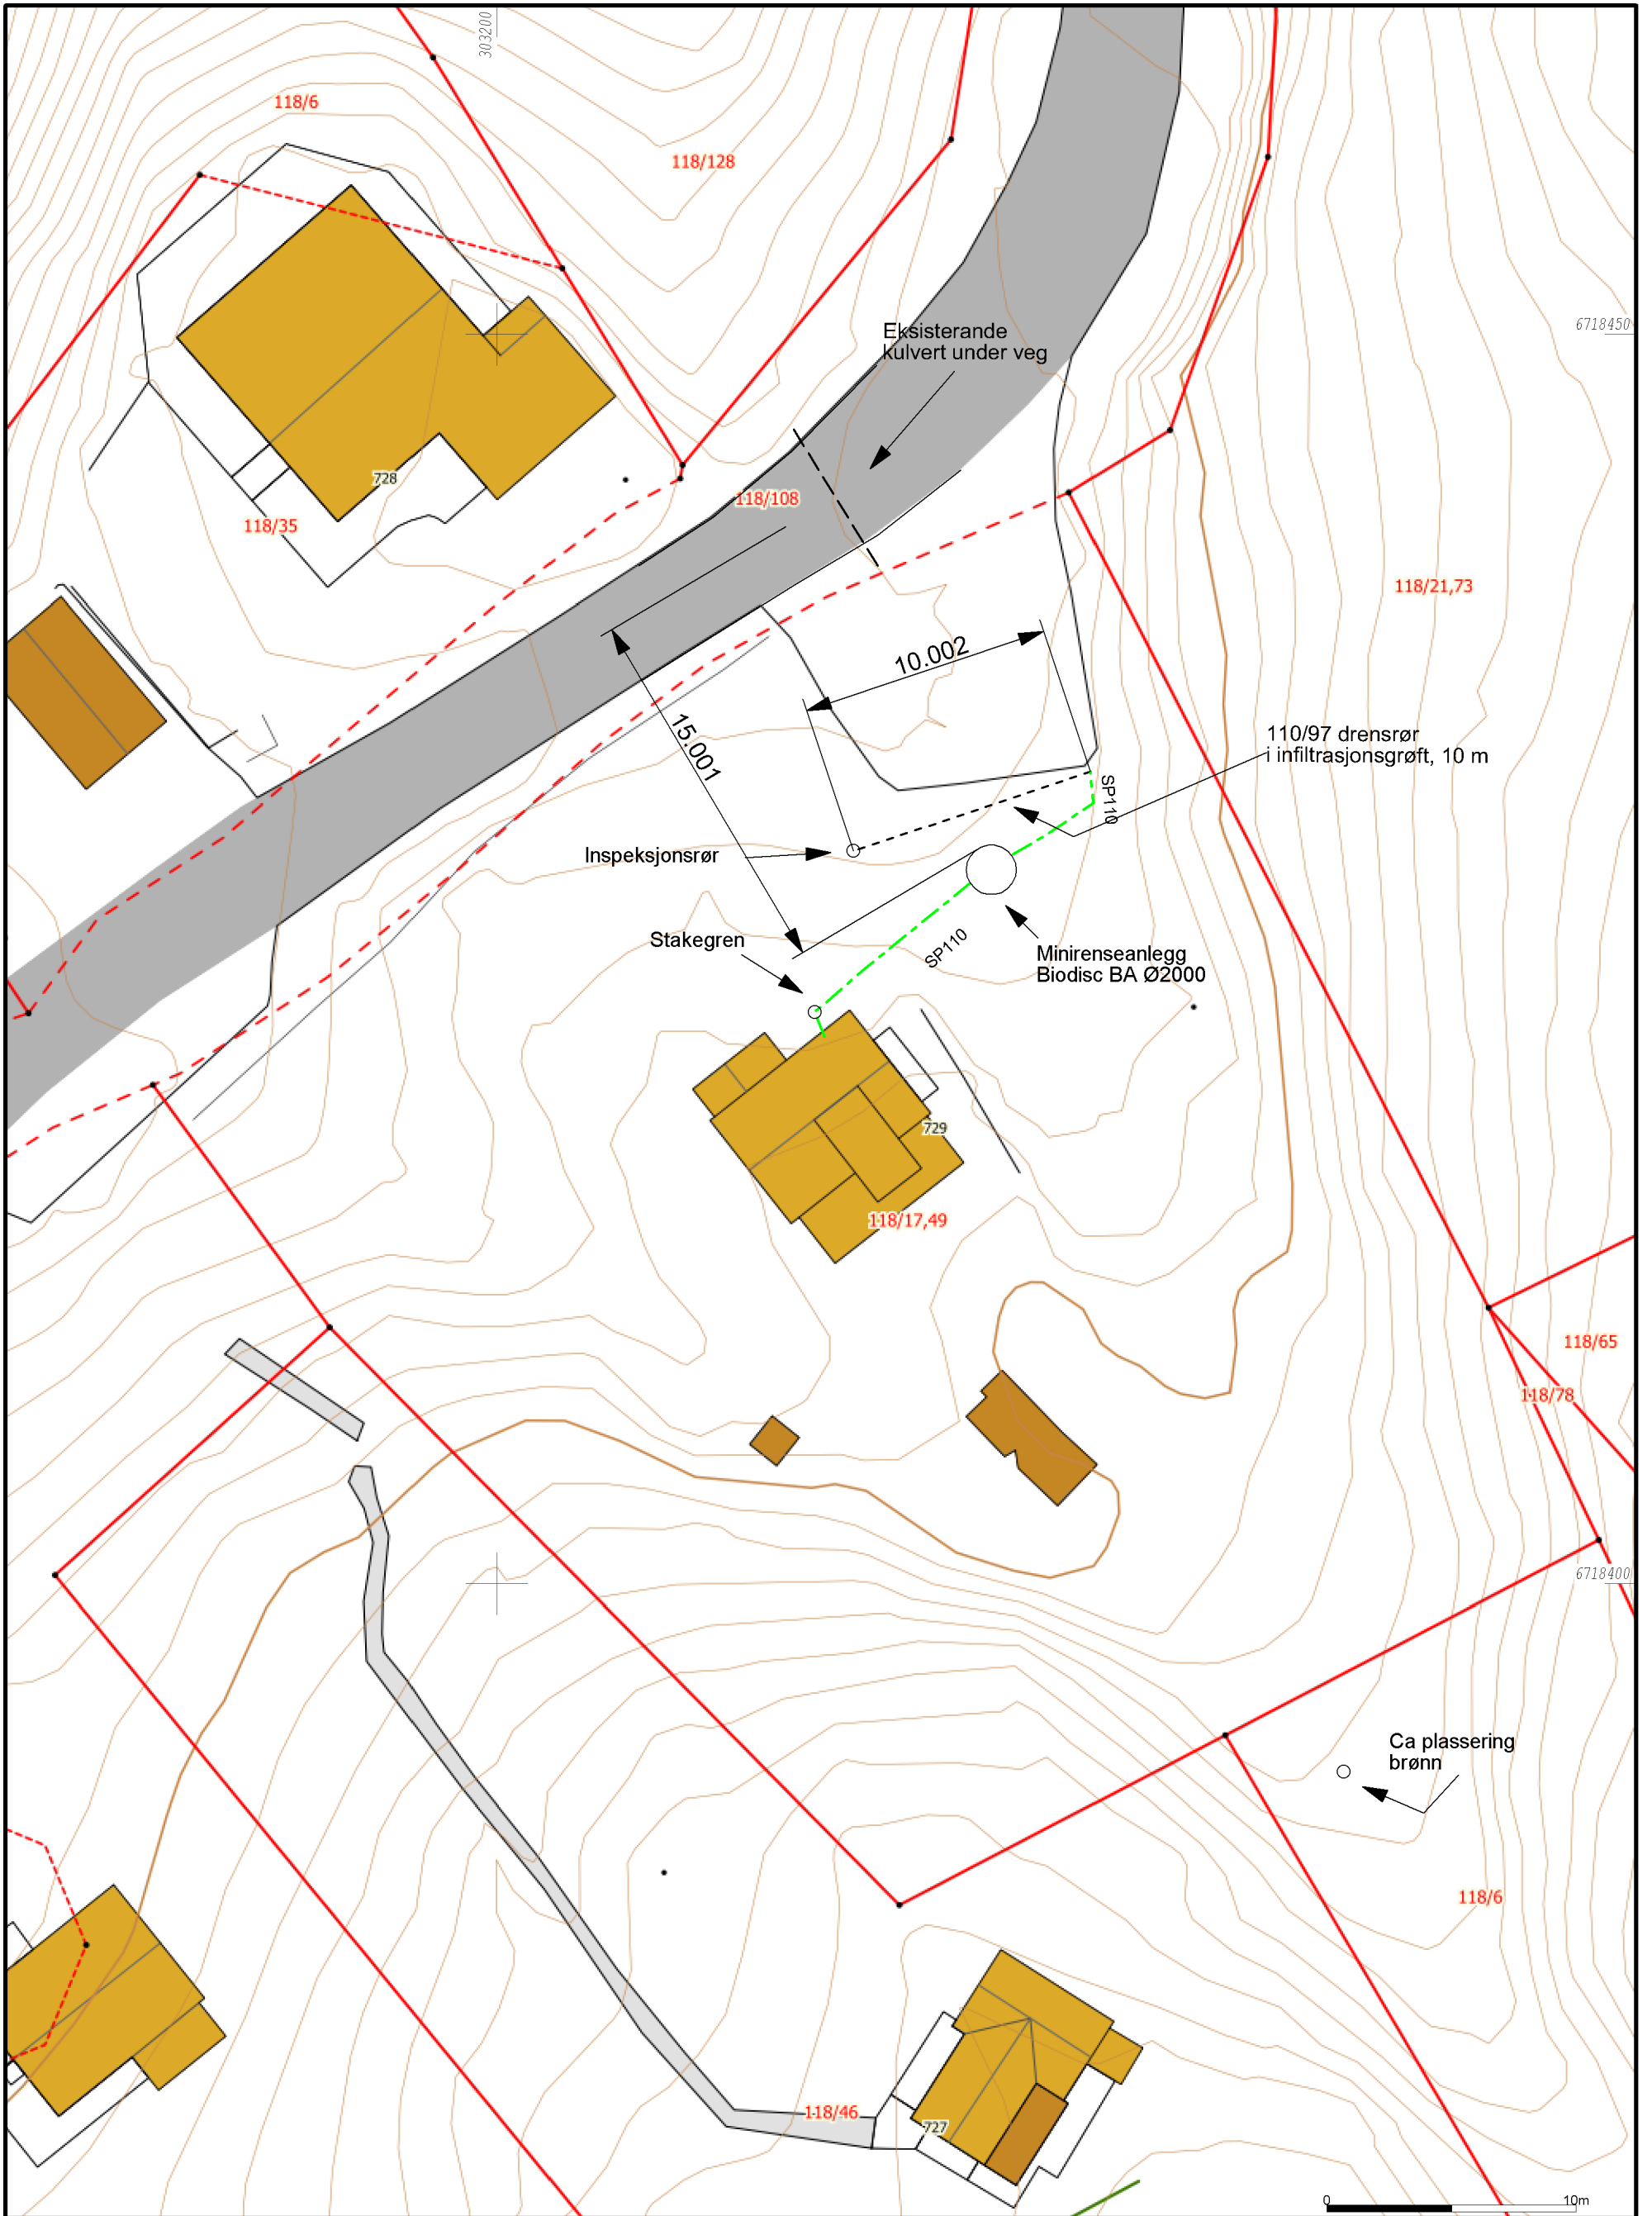 303200
118/6
118/128
Eksisterande
kulvert under veg
6718450
728
118/108
118/35
118/21,73
10.002
15.001
110/97 drensrør
i infiltrasjonsgrøft, 10 m
SP110
Inspeksjonsrør
Stakegren
SP110
Minirenseanlegg
Biodisc BA Ø2000
729
118/17,49
118/65
118/78
6718400
Ca plassering
brønn
118/6
118/46
727
0 10m